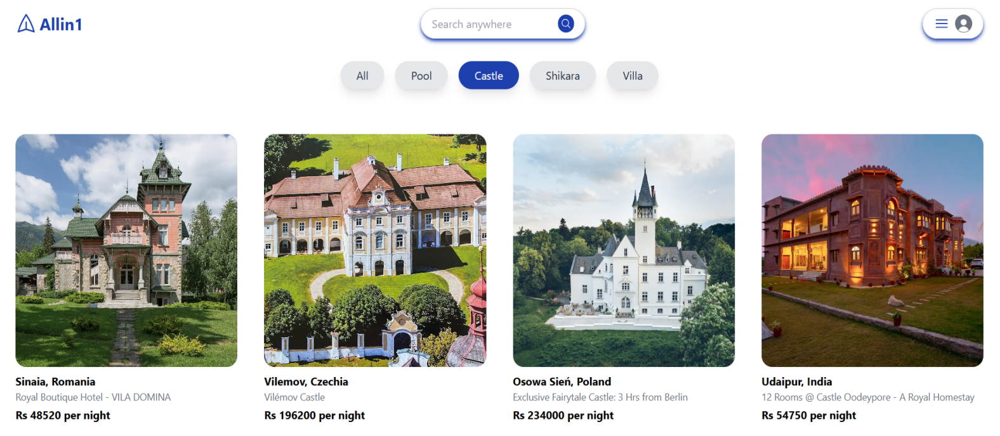 Allin1
Search anywhere
All
Pool
Castle
Shikara
Villa
Sinaia, Romania
Royal Boutique Hotel - VILA DOMINA
Rs 48520 per night
Vilemov, Czechia
Vilémov Castle
Rs 196200 per night
Osowa Sień, Poland
Exclusive Fairytale Castle: 3 Hrs from Berlin
Rs 234000 per night
Udaipur, India
12 Rooms @ Castle Oodeypore - A Royal Homestay
Rs 54750 per night